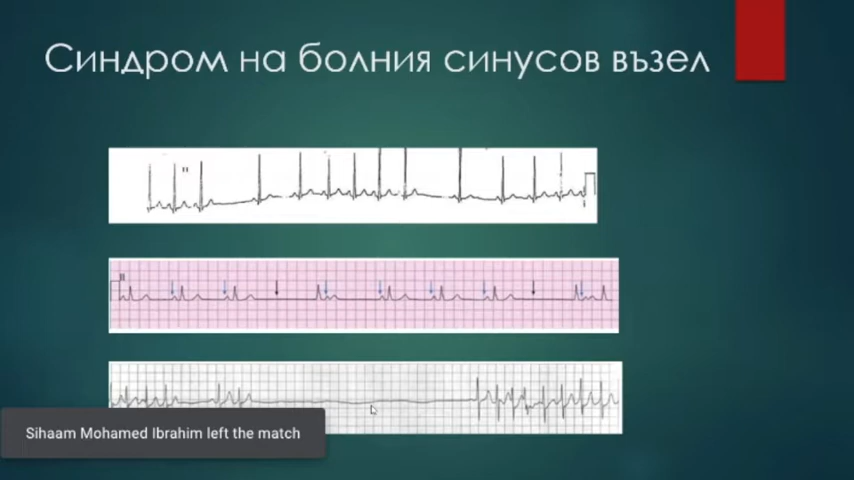 Синдром на болния синусов възел
II
II
Sihaam Mohamed Ibrahim left the match